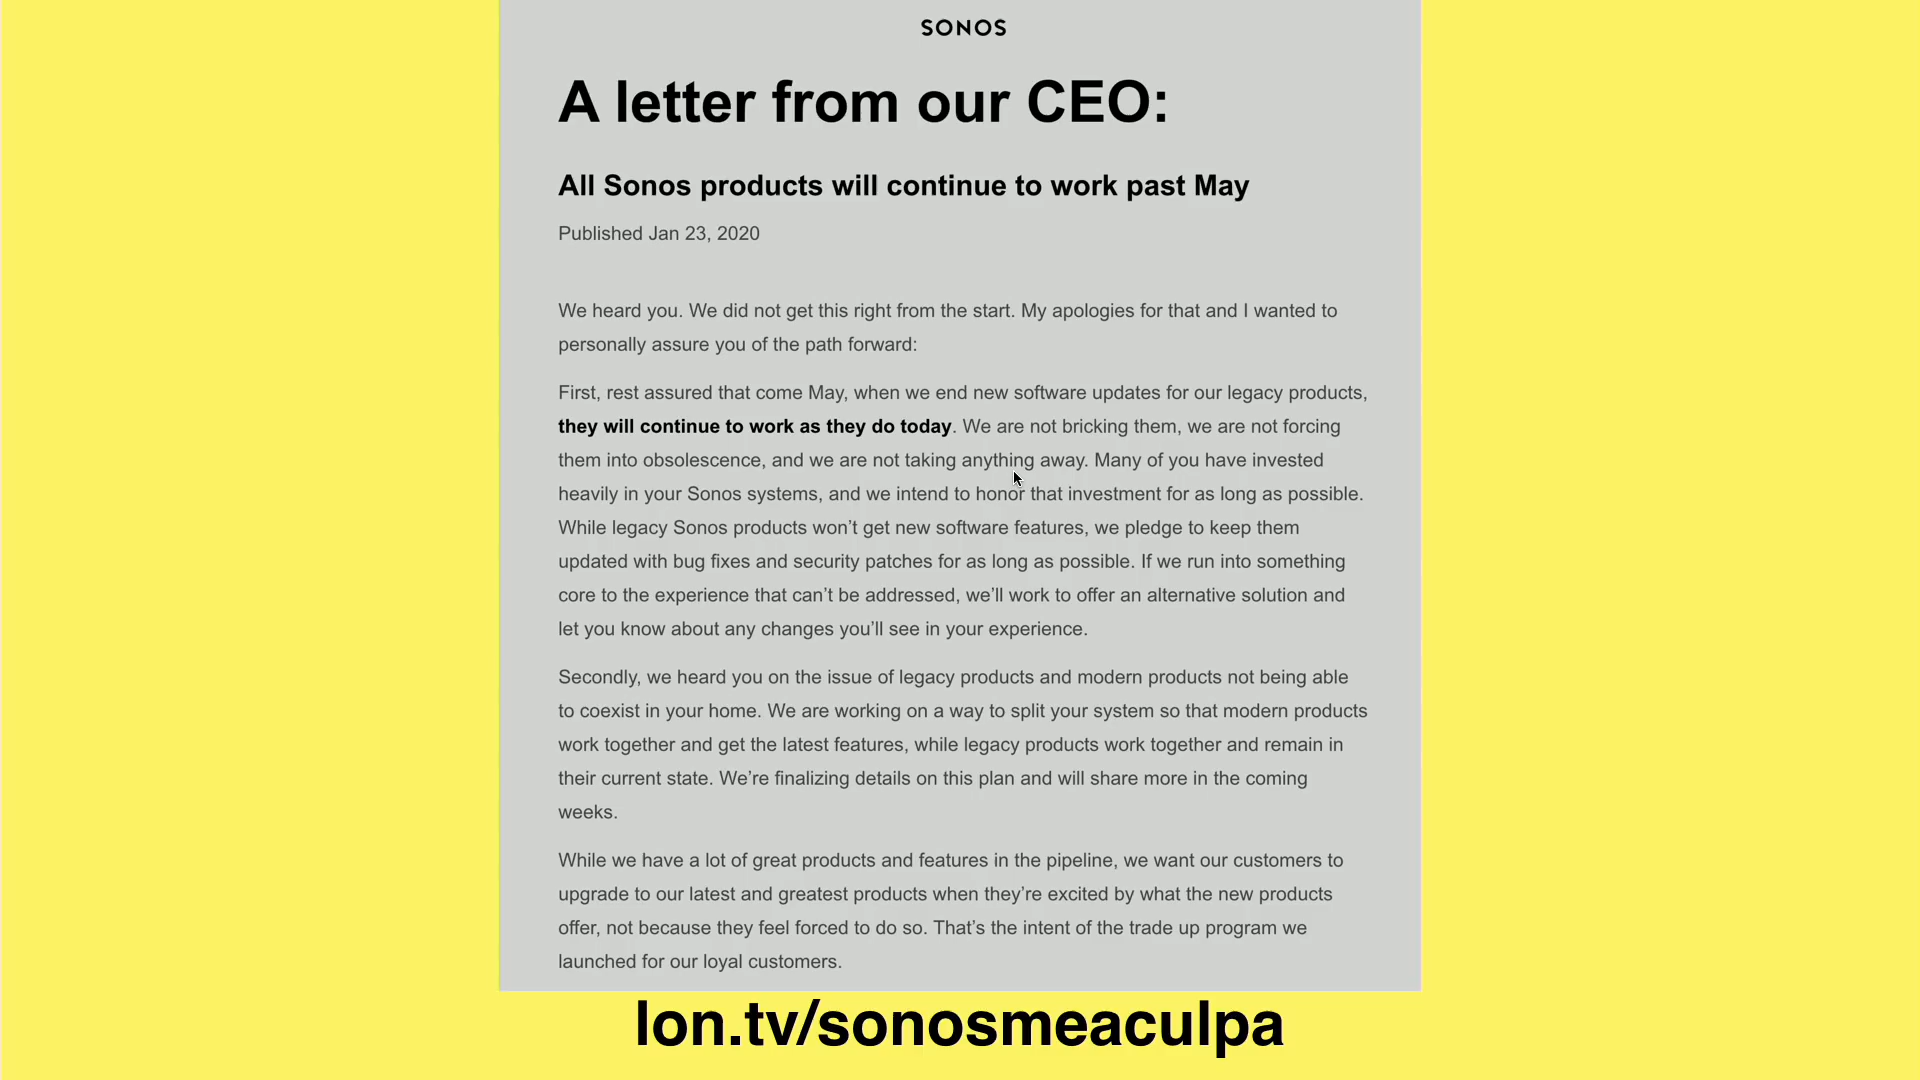 SONOS
A letter from our CEO:
All Sonos products will continue to work past May
Published Jan 23, 2020
We heard you. We did not get this right from the start. My apologies for that and I wanted to
personally assure you of the path forward:
First, rest assured that come May, when we end new software updates for our legacy products,
they will continue to work as they do today. We are not bricking them, we are not forcing
them into obsolescence, and we are not taking anything away. Many of you have invested
heavily in your Sonos systems, and we intend to honor that investment for as long as possible.
While legacy Sonos products won’t get new software features, we pledge to keep them
updated with bug fixes and security patches for as long as possible. If we run into something
core to the experience that can’t be addressed, we’ll work to offer an alternative solution and
let you know about any changes you’ll see in your experience.
Secondly, we heard you on the issue of legacy products and modern products not being able
to coexist in your home. We are working on a way to split your system so that modern products
work together and get the latest features, while legacy products work together and remain in
their current state. We’re finalizing details on this plan and will share more in the coming
weeks.
While we have a lot of great products and features in the pipeline, we want our customers to
upgrade to our latest and greatest products when they’re excited by what the new products
offer, not because they feel forced to do so. That’s the intent of the trade up program we
launched for our loyal customers.
lon.tv/sonosmeaculpa